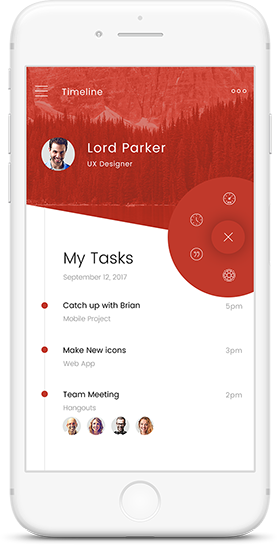 Timeline
Lord Parker
UX Designer
My Tasks
September 12, 2017
Catch up with Brian
5pm
Mobile Project
Make New icons
3pm
Web App
Team Meeting
2pm
Hangouts